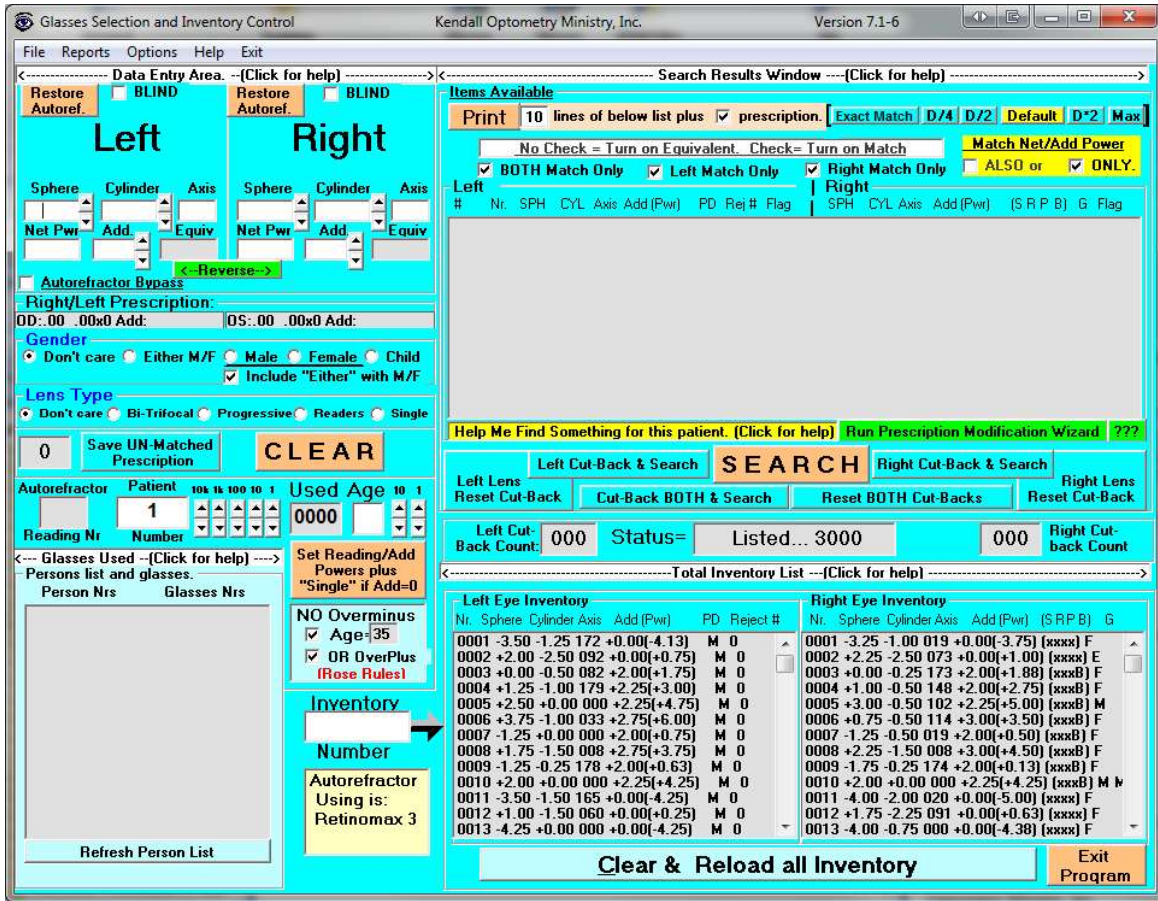 Glasses Selection and Inventory Control Kendall Optometry Ministry, Inc. Version 7.1-6
File Reports Options Help Exit
<---------------- Data Entry Area. --(Click for help) ---------------->
Restore Autoref. BLIND Restore Autoref. BLIND
Left Right
Sphere Cylinder Axis Sphere Cylinder Axis
Net Pwr Add. Equiv Net Pwr Add. Equiv
<--Reverse-->
Autorefractor Bypass
Right/Left Prescription:
OD:.00 .00x0 Add: OS:.00 .00x0 Add:
Gender
Don't care Either M/F Male Female Child
Include "Either" with M/F
Lens Type
Don't care Bi-Trifocal Progressive Readers Single
0 Save UN-Matched Prescription CLEAR
Autorefractor Patient 10k 1k 100 10 1 Used Age 10 1
1 0000
Reading Nr Number
<--- Glasses Used --(Click for help) ---->
Persons list and glasses.
Person Nrs Glasses Nrs
Refresh Person List
Set Reading/Add
Powers plus
"Single" if Add=0
NO Overminus
Age= 35
OR OverPlus
(Rose Rules)
Inventory
Number
Autorefractor
Using is:
Retinomax 3
<---------------------------- Search Results Window ----(Click for help) ---------------------------->
Items Available
Print 10 lines of below list plus prescription. [ Exact Match D/4 D/2 Default D*2 Max ]
No Check = Turn on Equivalent. Check= Turn on Match Match Net/Add Power
BOTH Match Only Left Match Only Right Match Only ALSO or ONLY.
Left Right
# Nr. SPH CYL Axis Add (Pwr) PD Rej # Flag | SPH CYL Axis Add (Pwr) (S R P B) G Flag
Help Me Find Something for this patient. (Click for help) Run Prescription Modification Wizard ???
Left Cut-Back & Search SEARCH Right Cut-Back & Search
Left Lens Reset Cut-Back Cut-Back BOTH & Search Reset BOTH Cut-Backs Right Lens Reset Cut-Back
Left Cut-Back Count: 000 Status= Listed... 3000 000 Right Cut-back Count
<-----------------------------Total Inventory List ---(Click for help) ----------------------------->
Left Eye Inventory
Nr. Sphere Cylinder Axis Add (Pwr) PD Reject #
0001 -3.50 -1.25 172 +0.00(-4.13) M 0
0002 +2.00 -2.50 092 +0.00(+0.75) M 0
0003 +0.00 -0.50 082 +2.00(+1.75) M 0
0004 +1.25 -1.00 179 +2.25(+3.00) M 0
0005 +2.50 +0.00 000 +2.25(+4.75) M 0
0006 +3.75 -1.00 033 +2.75(+6.00) M 0
0007 -1.25 +0.00 000 +2.00(+0.75) M 0
0008 +1.75 -1.50 008 +2.75(+3.75) M 0
0009 -1.25 -0.25 178 +2.00(+0.63) M 0
0010 +2.00 +0.00 000 +2.25(+4.25) M 0
0011 -3.50 -1.50 165 +0.00(-4.25) M 0
0012 +1.00 -1.50 060 +0.00(+0.25) M 0
0013 -4.25 +0.00 000 +0.00(-4.25) M 0
Right Eye Inventory
Nr. Sphere Cylinder Axis Add (Pwr) (S R P B) G
0001 -3.25 -1.00 019 +0.00(-3.75) (xxxx) F
0002 +2.25 -2.50 073 +0.00(+1.00) (xxxx) E
0003 +0.00 -0.25 173 +2.00(+1.88) (xxxB) F
0004 +1.00 -0.50 148 +2.00(+2.75) (xxxB) F
0005 +3.00 -0.50 102 +2.25(+5.00) (xxxB) M
0006 +0.75 -0.50 114 +3.00(+3.50) (xxxB) F
0007 -1.25 -0.50 019 +2.00(+0.50) (xxxB) F
0008 +2.25 -1.50 008 +3.00(+4.50) (xxxB) F
0009 -1.75 -0.25 174 +2.00(+0.13) (xxxB) F
0010 +2.00 +0.00 000 +2.25(+4.25) (xxxB) M
0011 -4.00 -2.00 020 +0.00(-5.00) (xxxx) F
0012 +1.75 -2.25 091 +0.00(+0.63) (xxxx) F
0013 -4.00 -0.75 000 +0.00(-4.38) (xxxx) F
Clear & Reload all Inventory Exit Program